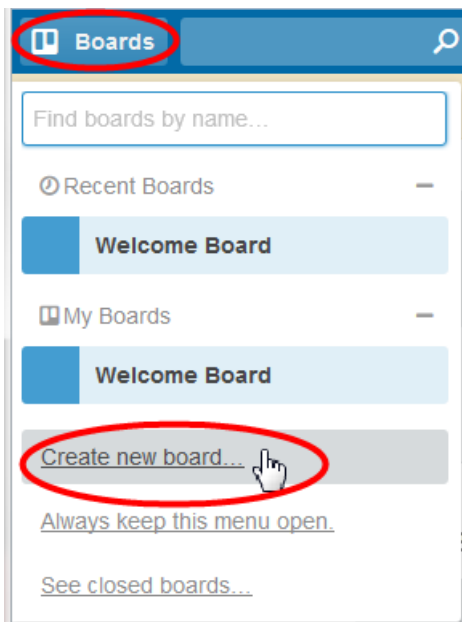 Boards
Find boards by name...
Recent Boards
Welcome Board
My Boards
Welcome Board
Create new board...
Always keep this menu open.
See closed boards...